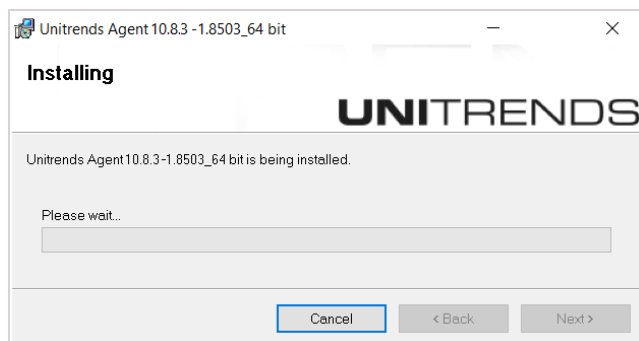 Unitrends Agent 10.8.3 -1.8503_64 bit
Installing
UNITRENDS
Unitrends Agent 10.8.3-1.8503_64 bit is being installed.
Please wait...
Cancel
< Back
Next >